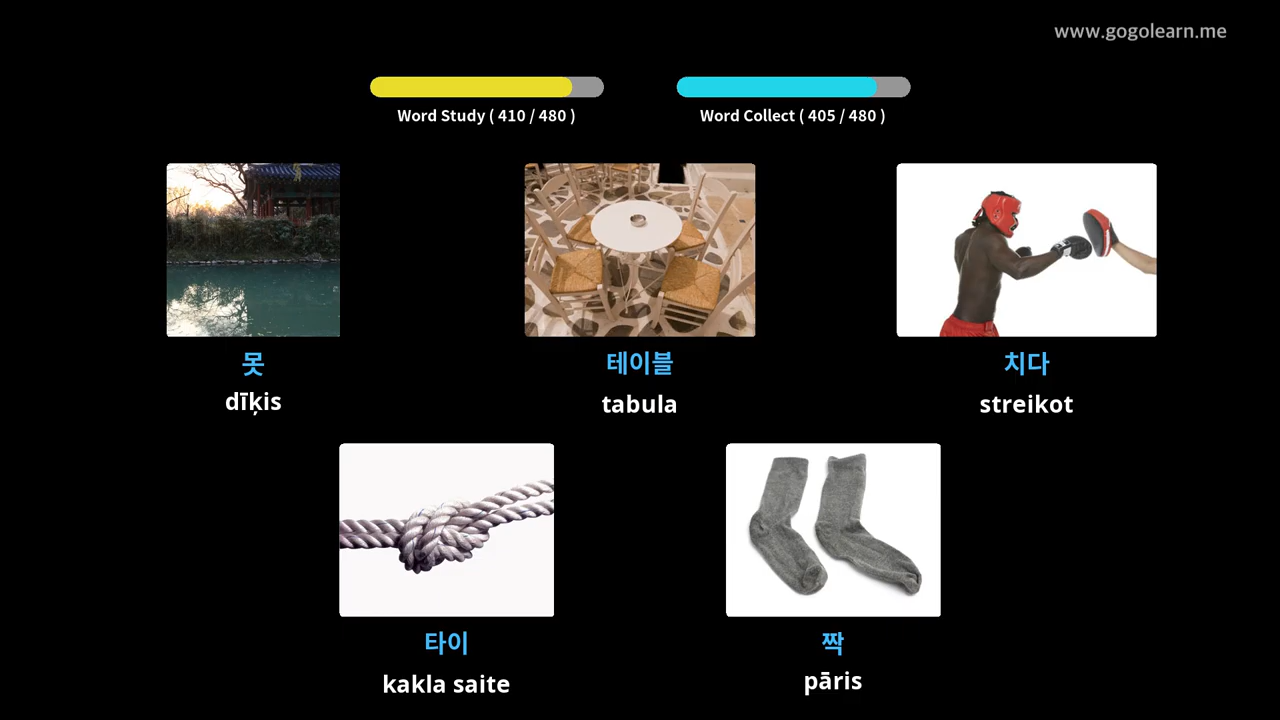 www.gogolearn.me
Word Study ( 410 / 480 )
Word Collect ( 405 / 480 )
못
테이블
치다
dīķis
tabula
streikot
타이
짝
kakla saite
pāris